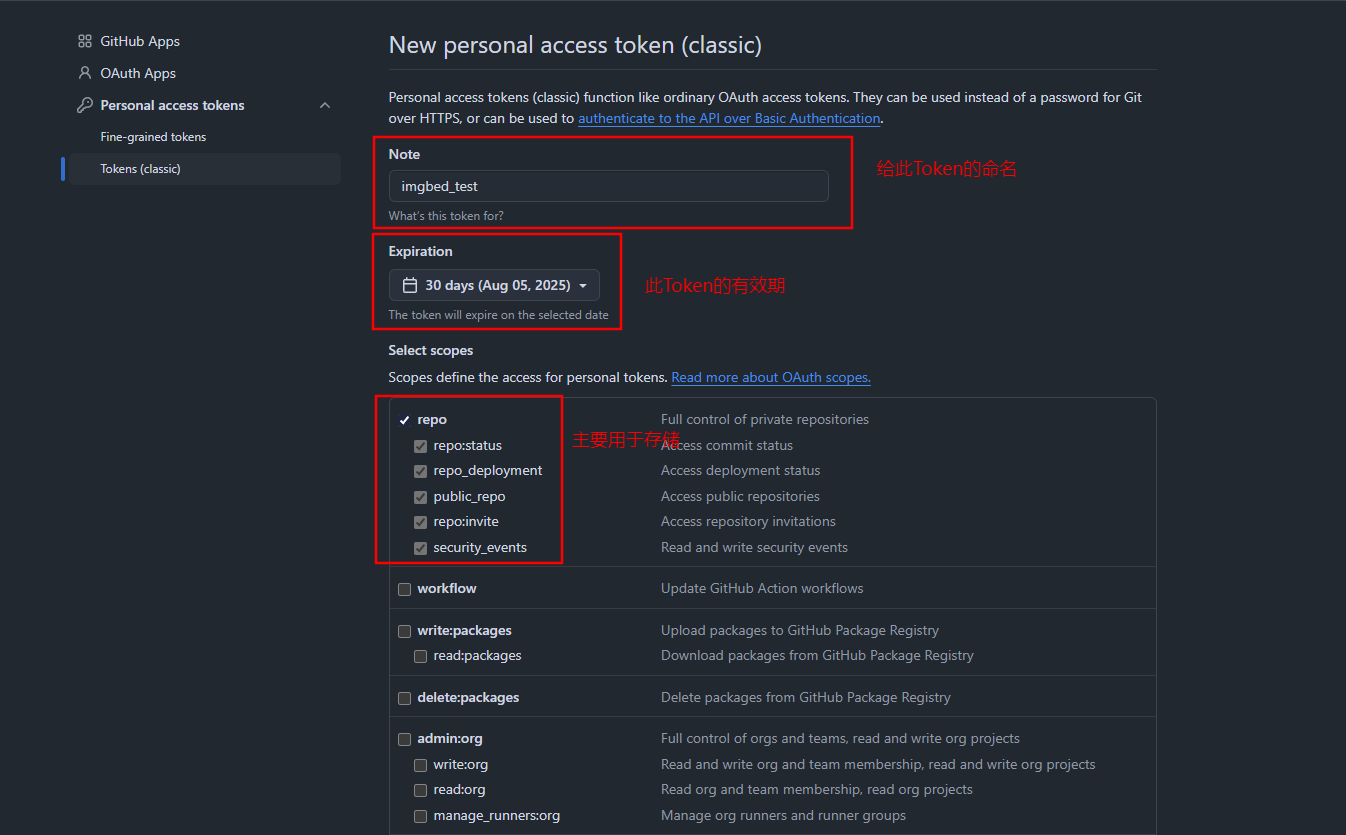 GitHub Apps
OAuth Apps
Personal access tokens
Fine-grained tokens
Tokens (classic)
New personal access token (classic)
Personal access tokens (classic) function like ordinary OAuth access tokens. They can be used instead of a password for Git
over HTTPS, or can be used to authenticate to the API over Basic Authentication.
Note
给此Token的命名
imgbed_test
What's this token for?
Expiration
30 days (Aug 05, 2025)
此Token的有效期
The token will expire on the selected date
Select scopes
Scopes define the access for personal tokens. Read more about OAuth scopes.
repo Full control of private repositories
主要用于存储
repo:status Access commit status
repo_deployment Access deployment status
public_repo Access public repositories
repo:invite Access repository invitations
security_events Read and write security events
workflow Update GitHub Action workflows
write:packages Upload packages to GitHub Package Registry
read:packages Download packages from GitHub Package Registry
delete:packages Delete packages from GitHub Package Registry
admin:org Full control of orgs and teams, read and write org projects
write:org Read and write org and team membership, read and write org projects
read:org Read org and team membership, read org projects
manage_runners:org Manage org runners and runner groups